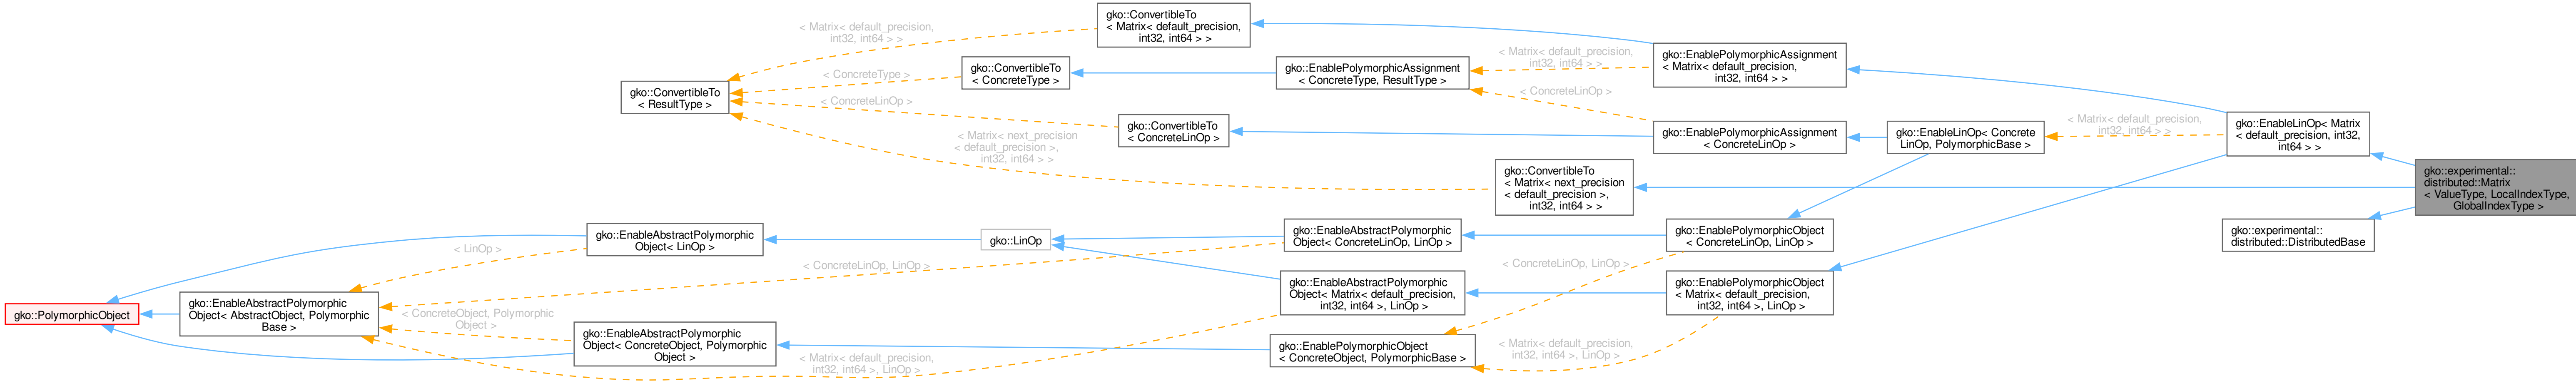 gko::ConvertibleTo
< Matrix< default_precision,
int32, int64 > >
< Matrix< default_precision,
int32, int64 > >
gko::EnablePolymorphicAssignment
< Matrix< default_precision,
int32, int64 > >
< Matrix< default_precision,
int32, int64 > >
gko::ConvertibleTo
< ConcreteType >
gko::EnablePolymorphicAssignment
< ConcreteType, ResultType >
< ConcreteType >
gko::ConvertibleTo
< ResultType >
< ConcreteLinOp >
< ConcreteLinOp >
gko::ConvertibleTo
< ConcreteLinOp >
gko::EnablePolymorphicAssignment
< ConcreteLinOp >
gko::EnableLinOp< Concrete
LinOp, PolymorphicBase >
< Matrix< default_precision,
int32, int64 > >
gko::EnableLinOp< Matrix
< default_precision, int32,
int64 > >
< Matrix< next_precision
< default_precision >,
int32, int64 > >
gko::ConvertibleTo
< Matrix< next_precision
< default_precision >,
int32, int64 > >
gko::experimental::
distributed::Matrix
< ValueType, LocalIndexType,
GlobalIndexType >
gko::EnableAbstractPolymorphic
Object< LinOp >
gko::LinOp
gko::EnableAbstractPolymorphic
Object< ConcreteLinOp, LinOp >
gko::EnablePolymorphicObject
< ConcreteLinOp, LinOp >
gko::experimental::
distributed::DistributedBase
< LinOp >
< ConcreteLinOp, LinOp >
< ConcreteLinOp, LinOp >
gko::EnableAbstractPolymorphic
Object< Matrix< default_precision,
int32, int64 >, LinOp >
gko::EnablePolymorphicObject
< Matrix< default_precision,
int32, int64 >, LinOp >
gko::PolymorphicObject
gko::EnableAbstractPolymorphic
Object< AbstractObject, Polymorphic
Base >
< ConcreteObject, Polymorphic
Object >
gko::EnableAbstractPolymorphic
Object< ConcreteObject, Polymorphic
Object >
gko::EnablePolymorphicObject
< ConcreteObject, PolymorphicBase >
< Matrix< default_precision,
int32, int64 >, LinOp >
< Matrix< default_precision,
int32, int64 >, LinOp >